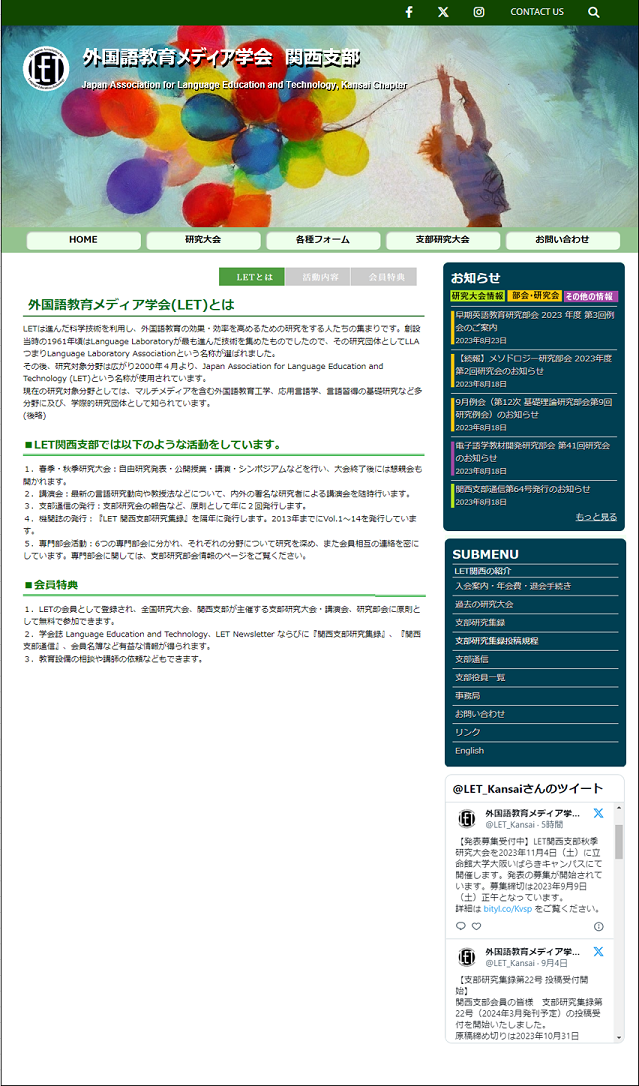 CONTACT US
LET
外国語教育メディア学会 関西支部
Japan Association for Language Education and Technology, Kansai Chapter
HOME
研究大会
各種フォーム
支部研究大会
お問い合わせ
LETとは
活動内容
会員特典
外国語教育メディア学会(LET)とは
LETは進んだ科学技術を利用し、外国語教育の効果・効率を高めるための研究をする人たちの集まりです。創設
当時の1961年頃はLanguage Laboratoryが最も進んだ技術を集めたものでしたので、その研究団体としてLLA
つまりLanguage Laboratory Associationという名称が選ばれました。
その後、研究対象分野は広がり2000年４月より、Japan Association for Language Education and
Technology (LET)という名称が使用されています。
現在の研究対象分野としては、マルチメディアを含む外国語教育工学、応用言語学、言語習得の基礎研究など多
分野に及び、学際的研究団体として知られています。
(後略)
■LET関西支部では以下のような活動をしています。
１．春季・秋季研究大会：自由研究発表・公開授業・講演・シンポジウムなどを行い、大会終了後には懇親会も
開かれます。
２．講演会：最新の言語研究動向や教授法などについて、内外の著名な研究者による講演会を随時行います。
３．支部通信の発行：支部研究会の報告など、原則として年に２回発行します。
４．機関誌の発行：『LET 関西支部研究集録』を隔年に発行します。2013年までにVol.1～14を発行していま
す。
５．専門部会活動：6つの専門部会に分かれ、それぞれの分野について研究を深め、また会員相互の連絡を密に
しています。専門部会に関しては、支部研究部会情報のページをご覧ください。
■会員特典
１．LETの会員として登録され、全国研究大会、関西支部が主催する支部研究大会・講演会、研究部会に原則と
して無料で参加できます。
２．学会誌 Language Education and Technology、LET Newsletter ならびに『関西支部研究集録』、『関西
支部通信』、会員名簿など有益な情報が得られます。
３．教育設備の相談や講師の依頼などもできます。
お知らせ
研究大会情報
部会・研究会
その他の情報
早期英語教育研究部会 2023 年度 第3回例
会のご案内
2023年8月23日
【続報】メソドロジー研究部会 2023年度
第2回研究会のお知らせ
2023年8月18日
9月例会（第12次 基礎理論研究部会第9回
研究例会）のお知らせ
2023年8月18日
電子語学教材開発研究部会 第41回研究会
のお知らせ
2023年8月18日
関西支部通信第64号発行のお知らせ
2023年8月18日
もっと見る
SUBMENU
LET関西の紹介
入会案内・年会費・退会手続き
過去の研究大会
支部研究集録
支部研究集録投稿規程
支部通信
支部役員一覧
事務局
お問い合わせ
リンク
English
@LET_Kansaiさんのツイート
外国語教育メディア学...
@LET_Kansai · 5時間
【発表募集受付中】LET関西支部秋季
研究大会を2023年11月4日（土）に立
命館大学大阪いばらきキャンパスにて
開催します。発表の募集が開始されて
います。募集締切は2023年9月9日
（土）正午となっています。
詳細は bityl.co/Kvsp をご覧ください。
外国語教育メディア学...
@LET_Kansai · 9月4日
【支部研究集録第22号 投稿受付開
始】
関西支部会員の皆様 支部研究集録第
22号（2024年3月発刊予定）の投稿受
付を開始いたしました。
原稿締め切りは2023年10月31日